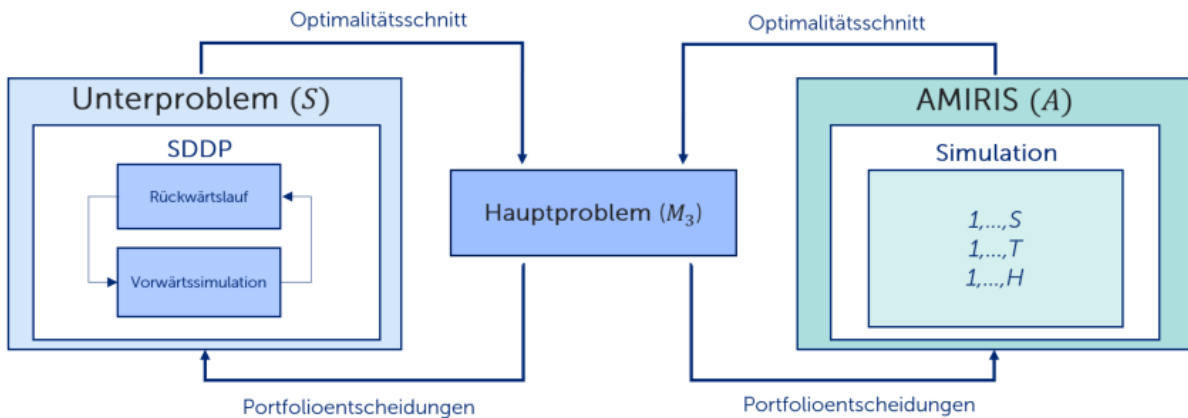 Optimalitätsschnitt
Optimalitätsschnitt
Unterproblem (S)
SDDP
Rückwärtslauf
Vorwärtssimulation
Hauptproblem (M₃)
AMIRIS (A)
Simulation
1,...,S
1,...,T
1,...,H
Portfolioentscheidungen
Portfolioentscheidungen